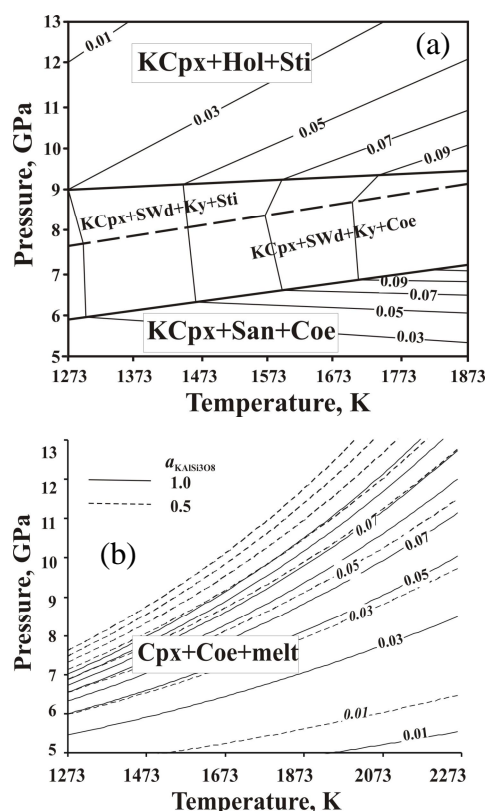 (a)
KCpx+Hol+Sti
0.01
0.03
0.05
0.07
0.09
KCpx+SWd+Ky+Sti
KCpx+SWd+Ky+Coe
0.09
0.07
0.05
0.03
KCpx+San+Coe
13
12
11
10
9
8
7
6
5
Pressure, GPa
1273 1373 1473 1573 1673 1773 1873
Temperature, K
(b)
aKAlSi3O8
1.0
0.5
0.07
0.05
0.07
0.05
0.03
0.03
0.01
0.01
Cpx+Coe+melt
13
12
11
10
9
8
7
6
5
Pressure, GPa
1273 1473 1673 1873 2073 2273
Temperature, K